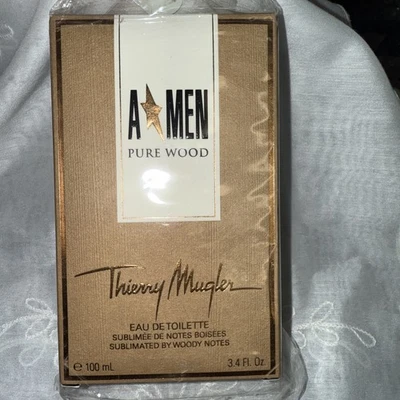 A★MEN
PURE WOOD
Thierry Mugler
EAU DE TOILETTE
SUBLIMÉE DE NOTES BOISÉES
SUBLIMATED BY WOODY NOTES
℮ 100 mL 3.4 Fl. Oz